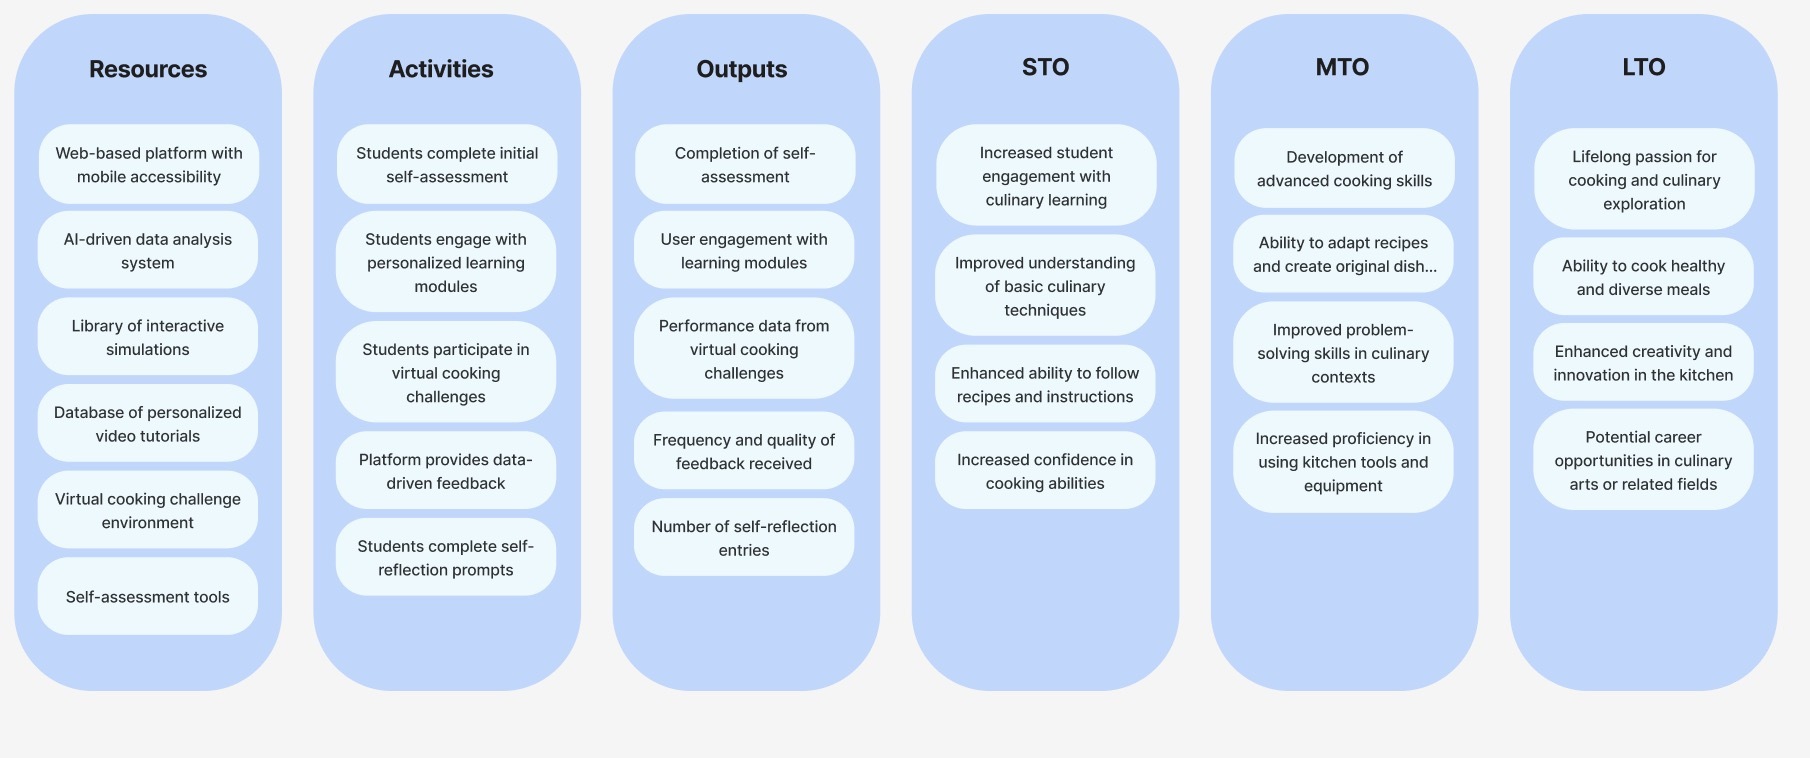 Resources
Web-based platform with
mobile accessibility
AI-driven data analysis
system
Library of interactive
simulations
Database of personalized
video tutorials
Virtual cooking challenge
environment
Self-assessment tools
Activities
Students complete initial
self-assessment
Students engage with
personalized learning
modules
Students participate in
virtual cooking
challenges
Platform provides data-
driven feedback
Students complete self-
reflection prompts
Outputs
Completion of self-
assessment
User engagement with
learning modules
Performance data from
virtual cooking
challenges
Frequency and quality of
feedback received
Number of self-reflection
entries
STO
Increased student
engagement with
culinary learning
Improved understanding
of basic culinary
techniques
Enhanced ability to follow
recipes and instructions
Increased confidence in
cooking abilities
MTO
Development of
advanced cooking skills
Ability to adapt recipes
and create original dish...
Improved problem-
solving skills in culinary
contexts
Increased proficiency in
using kitchen tools and
equipment
LTO
Lifelong passion for
cooking and culinary
exploration
Ability to cook healthy
and diverse meals
Enhanced creativity and
innovation in the kitchen
Potential career
opportunities in culinary
arts or related fields